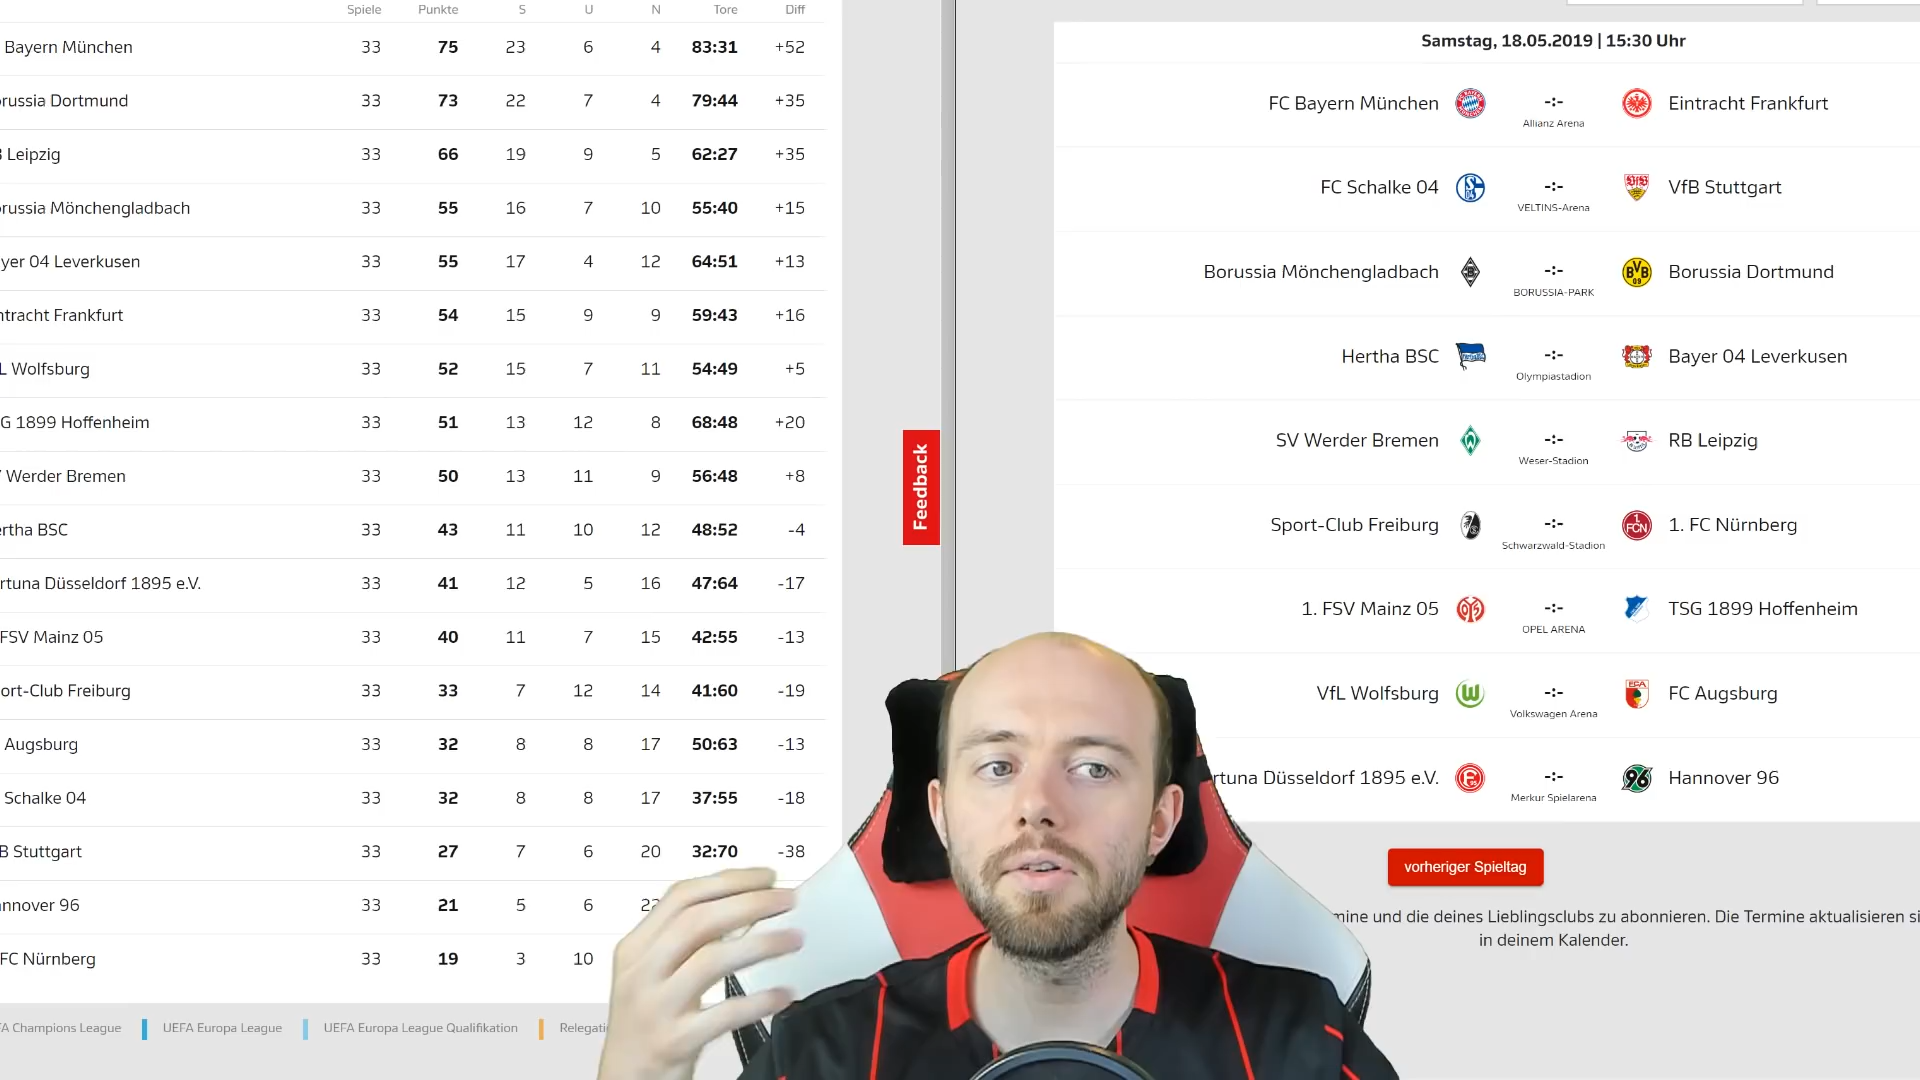 Spiele Punkte S U N Tore Diff
Bayern München 33 75 23 6 4 83:31 +52
orussia Dortmund 33 73 22 7 4 79:44 +35
B Leipzig 33 66 19 9 5 62:27 +35
orussia Mönchengladbach 33 55 16 7 10 55:40 +15
yer 04 Leverkusen 33 55 17 4 12 64:51 +13
ntracht Frankfurt 33 54 15 9 9 59:43 +16
L Wolfsburg 33 52 15 7 11 54:49 +5
G 1899 Hoffenheim 33 51 13 12 8 68:48 +20
Werder Bremen 33 50 13 11 9 56:48 +8
ertha BSC 33 43 11 10 12 48:52 -4
rtuna Düsseldorf 1895 e.V. 33 41 12 5 16 47:64 -17
FSV Mainz 05 33 40 11 7 15 42:55 -13
ort-Club Freiburg 33 33 7 12 14 41:60 -19
Augsburg 33 32 8 8 17 50:63 -13
Schalke 04 33 32 8 8 17 37:55 -18
B Stuttgart 33 27 7 6 20 32:70 -38
annover 96 33 21 5 6 22
FC Nürnberg 33 19 3 10
A Champions League UEFA Europa League UEFA Europa League Qualifikation Relegati
Feedback
Samstag, 18.05.2019 | 15:30 Uhr
FC Bayern München -:- Eintracht Frankfurt
Allianz Arena
FC Schalke 04 -:- VfB Stuttgart
VELTINS-Arena
Borussia Mönchengladbach -:- Borussia Dortmund
BORUSSIA-PARK
Hertha BSC -:- Bayer 04 Leverkusen
Olympiastadion
SV Werder Bremen -:- RB Leipzig
Weser-Stadion
Sport-Club Freiburg -:- 1. FC Nürnberg
Schwarzwald-Stadion
1. FSV Mainz 05 -:- TSG 1899 Hoffenheim
OPEL ARENA
VfL Wolfsburg -:- FC Augsburg
Volkswagen Arena
rtuna Düsseldorf 1895 e.V. -:- Hannover 96
Merkur Spielarena
vorheriger Spieltag
mine und die deines Lieblingsclubs zu abonnieren. Die Termine aktualisieren si
in deinem Kalender.